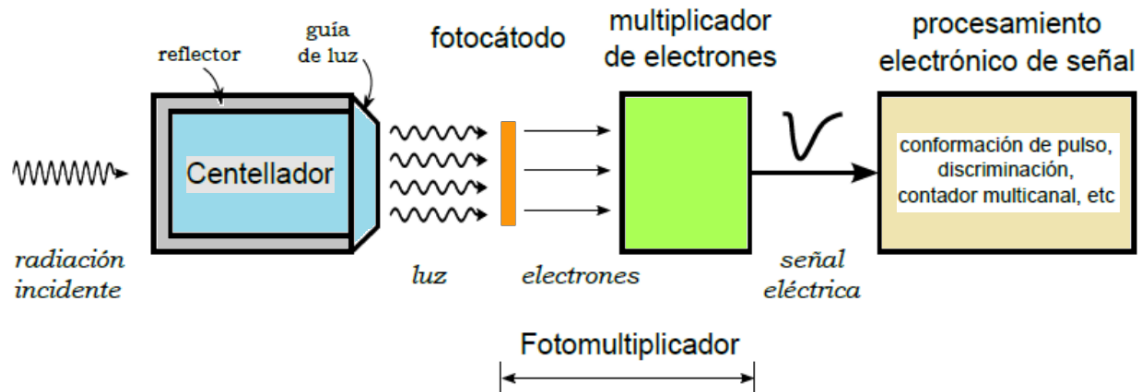 reflector
guía
de luz
fotocátodo
multiplicador
de electrones
procesamiento
electrónico de señal
Centellador
conformación de pulso,
discriminación,
contador multicanal, etc
radiación
incidente
luz
electrones
señal
eléctrica
Fotomultiplicador